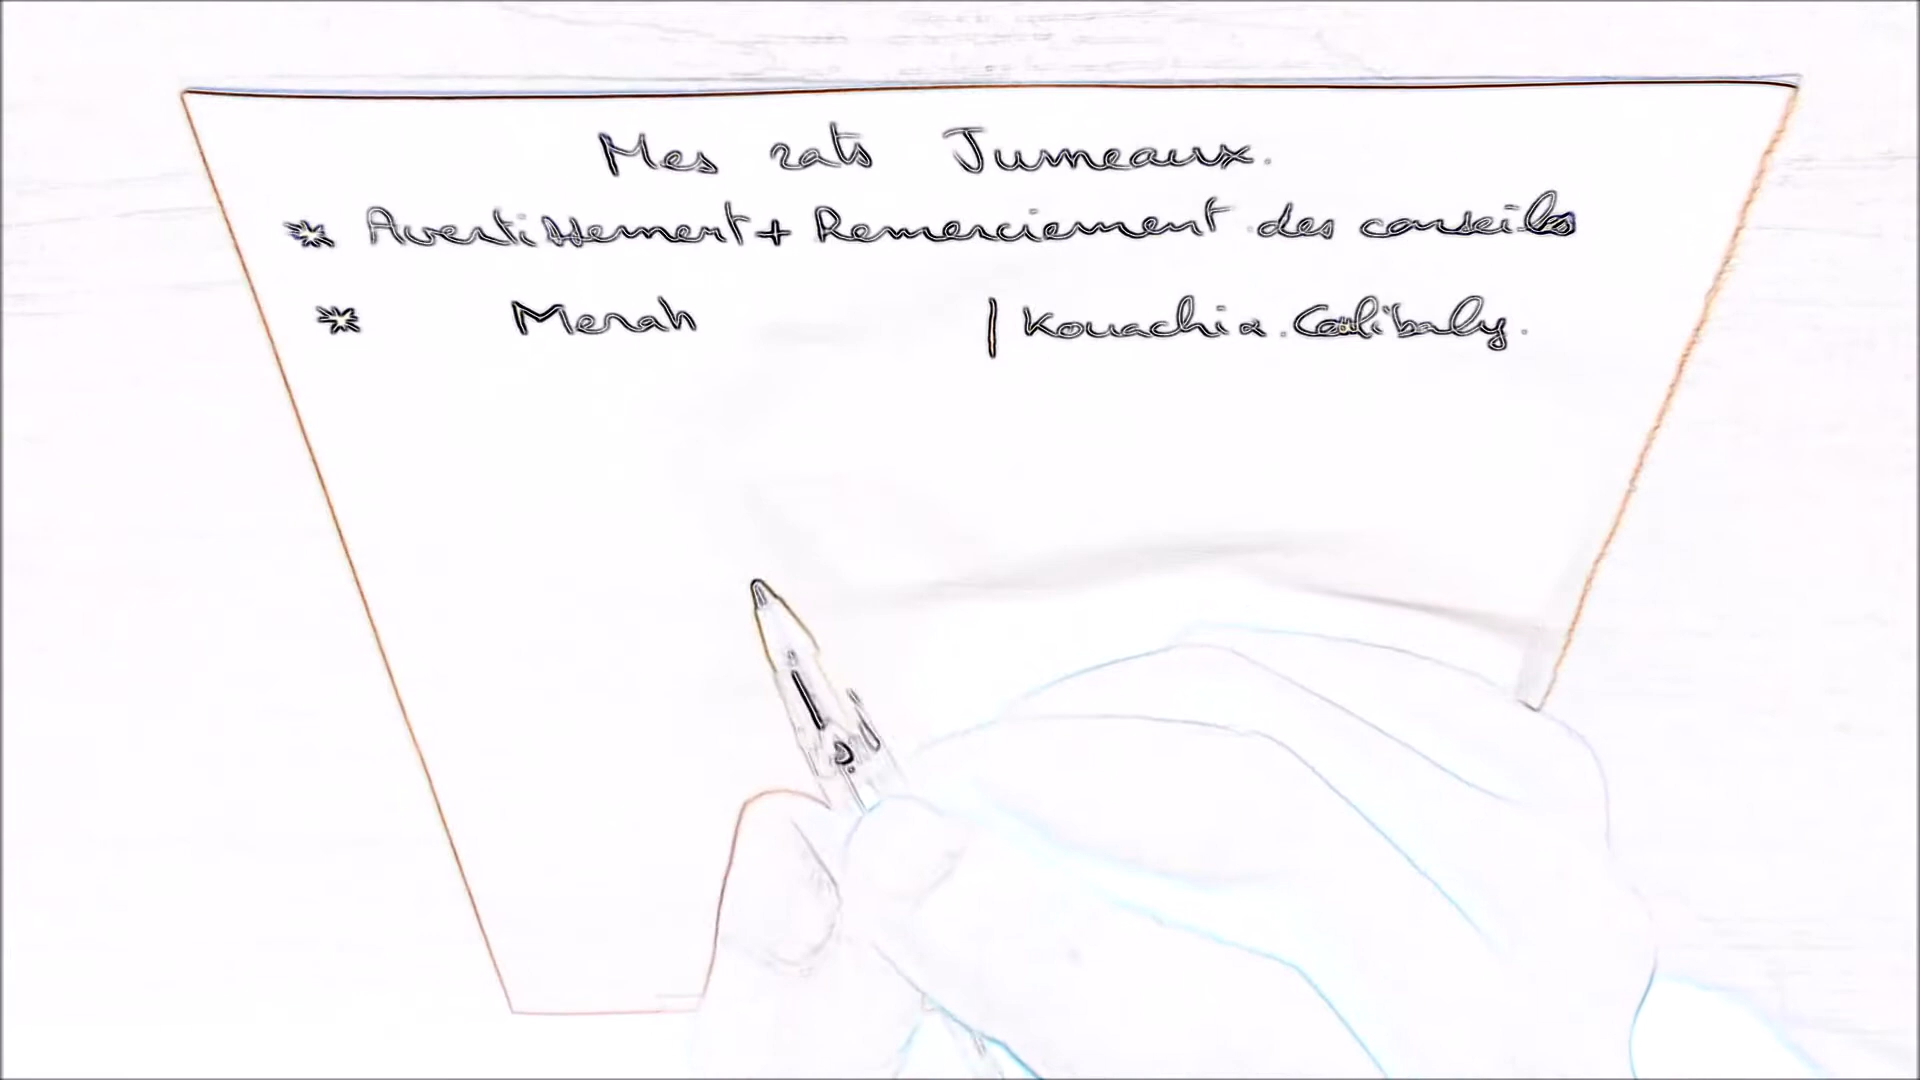 Mes rats Jumeaux.
* Avertissement + Remerciement des conseils
* Merah | Kouachi x. Coulibaly.